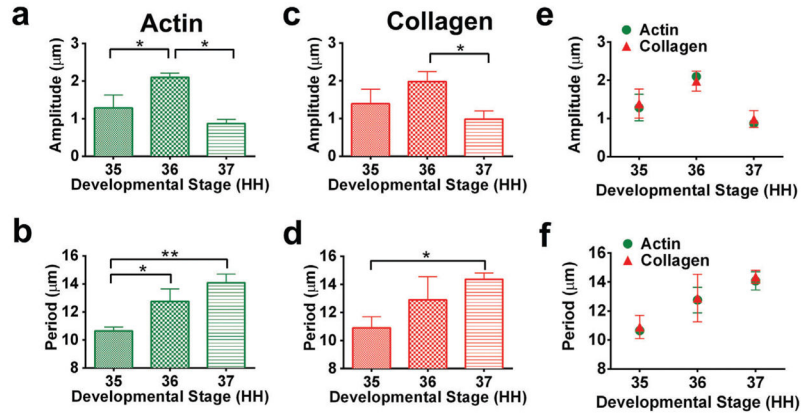 a
Actin
Amplitude (μm)
3
2
1
0
*
*
35 36 37
Developmental Stage (HH)
c
Collagen
Amplitude (μm)
3
2
1
0
*
35 36 37
Developmental Stage (HH)
e
Actin
Collagen
Amplitude (μm)
3
2
1
0
35 36 37
Developmental Stage (HH)
b
Period (μm)
16
14
12
10
8
**
*
35 36 37
Developmental Stage (HH)
d
Period (μm)
16
14
12
10
8
*
35 36 37
Developmental Stage (HH)
f
Actin
Collagen
Period (μm)
16
14
12
10
8
35 36 37
Developmental Stage (HH)